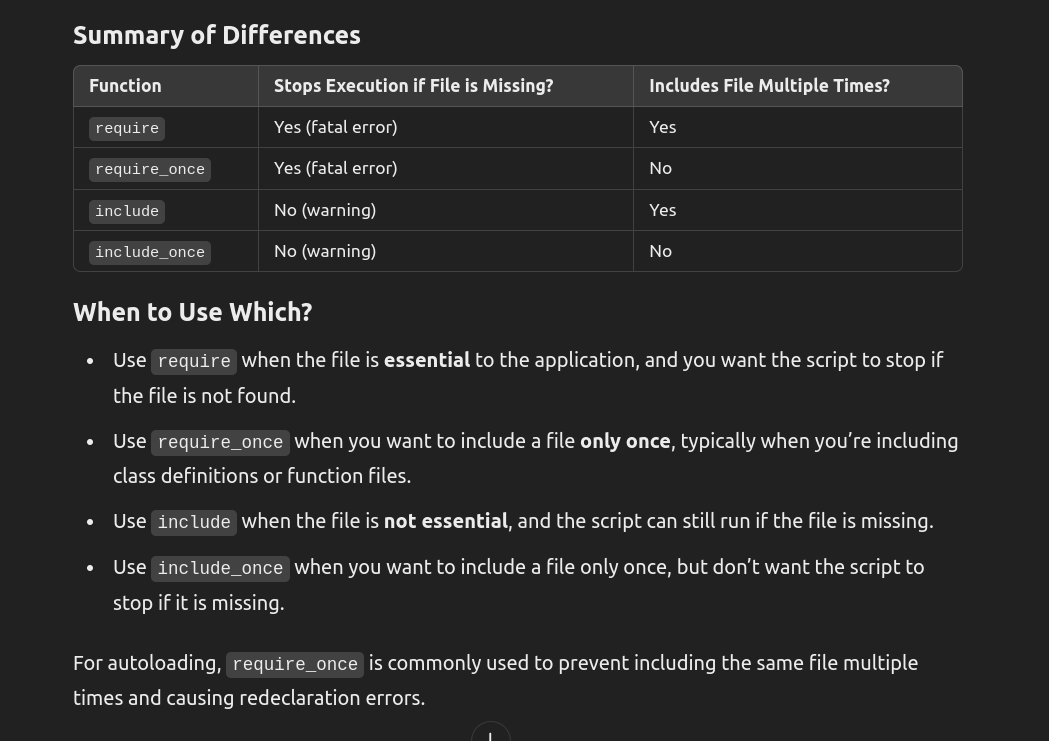 Summary of Differences
Function Stops Execution if File is Missing? Includes File Multiple Times?
require Yes (fatal error) Yes
require_once Yes (fatal error) No
include No (warning) Yes
include_once No (warning) No
When to Use Which?
• Use require when the file is essential to the application, and you want the script to stop if
the file is not found.
• Use require_once when you want to include a file only once, typically when you’re including
class definitions or function files.
• Use include when the file is not essential, and the script can still run if the file is missing.
• Use include_once when you want to include a file only once, but don’t want the script to
stop if it is missing.
For autoloading, require_once is commonly used to prevent including the same file multiple
times and causing redeclaration errors.